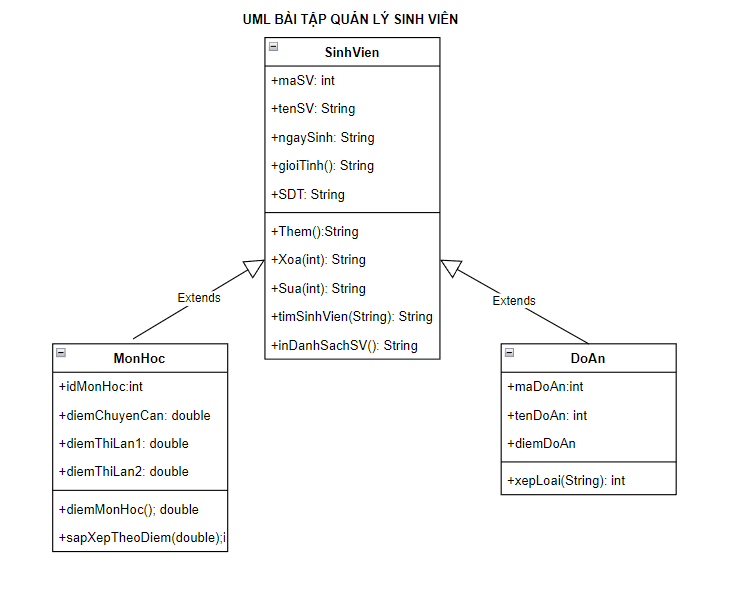 UML BÀI TẬP QUẢN LÝ SINH VIÊN
SinhVien
+maSV: int
+tenSV: String
+ngaySinh: String
+gioiTinh(): String
+SDT: String
+Them():String
+Xoa(int): String
+Sua(int): String
+timSinhVien(String): String
+inDanhSachSV(): String
Extends
Extends
MonHoc
+idMonHoc:int
+diemChuyenCan: double
+diemThiLan1: double
+diemThiLan2: double
+diemMonHoc(); double
+sapXepTheoDiem(double);i
DoAn
+maDoAn:int
+tenDoAn: int
+diemDoAn
+xepLoai(String): int